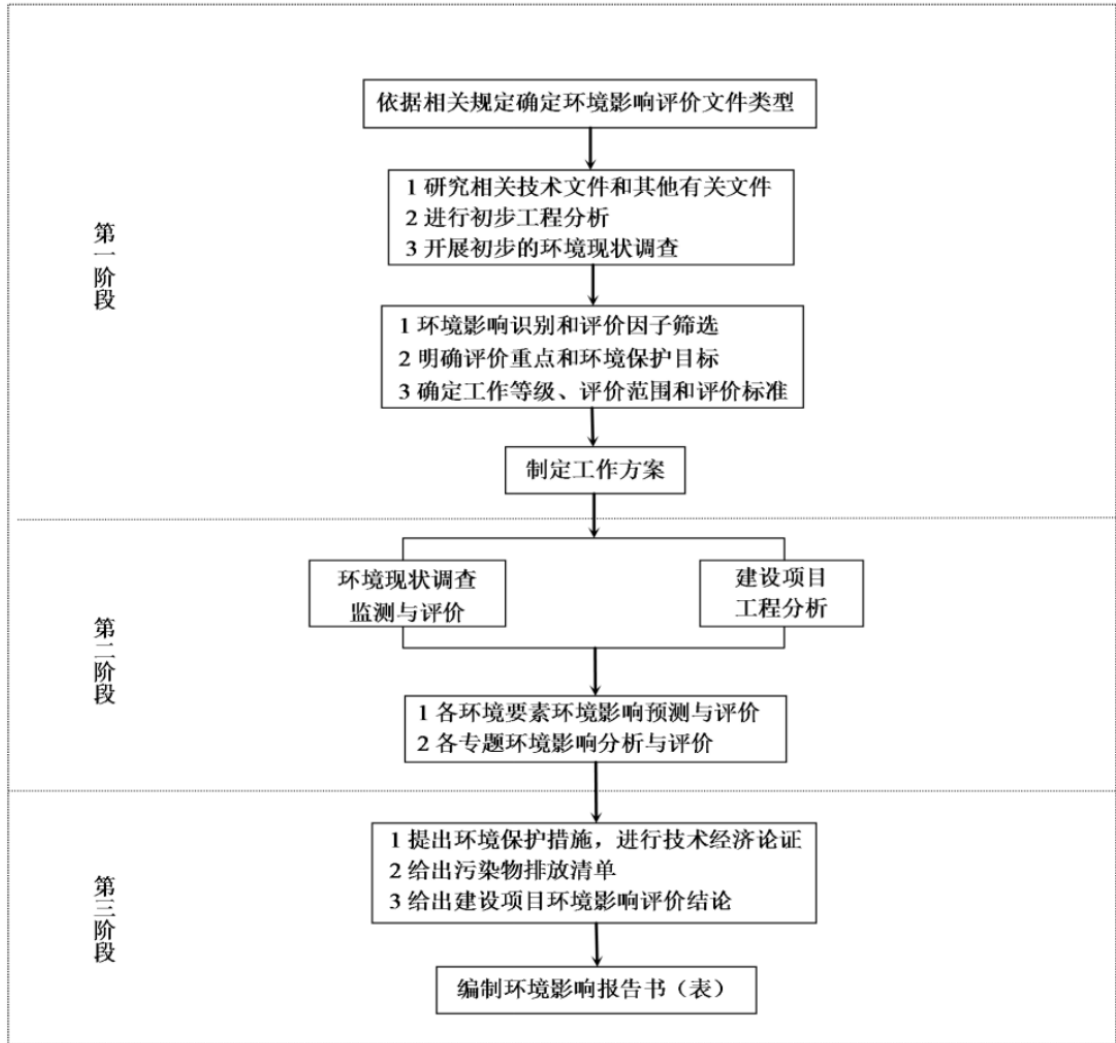 依据相关规定确定环境影响评价文件类型
1 研究相关技术文件和其他有关文件
2 进行初步工程分析
3 开展初步的环境现状调查
第一阶段
1 环境影响识别和评价因子筛选
2 明确评价重点和环境保护目标
3 确定工作等级、评价范围和评价标准
制定工作方案
第二阶段
环境现状调查
监测与评价
建设项目
工程分析
1 各环境要素环境影响预测与评价
2 各专题环境影响分析与评价
第三阶段
1 提出环境保护措施，进行技术经济论证
2 给出污染物排放清单
3 给出建设项目环境影响评价结论
编制环境影响报告书（表）